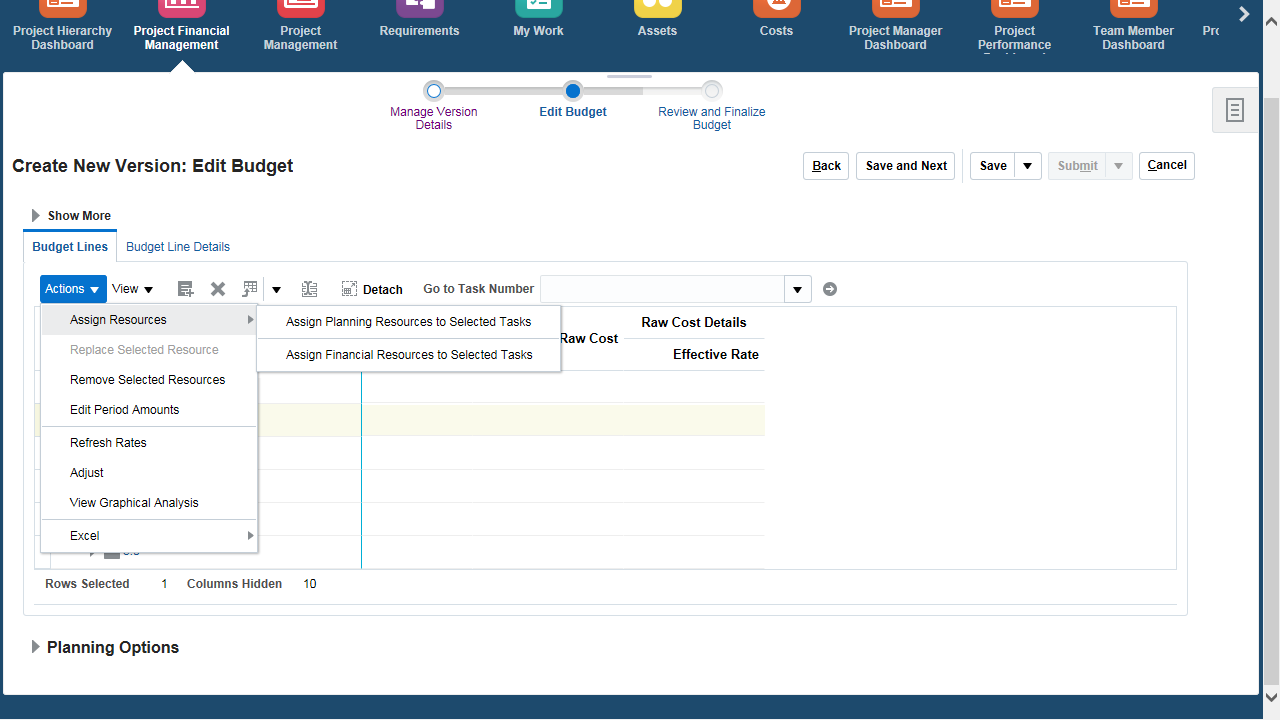 Project Hierarchy
Dashboard
Project Financial
Management
Project
Management
Requirements
My Work
Assets
Costs
Project Manager
Dashboard
Project
Performance
Team Member
Dashboard
Manage Version
Details
Edit Budget
Review and Finalize
Budget
Create New Version: Edit Budget
Back
Save and Next
Save
Submit
Cancel
Show More
Budget Lines
Budget Line Details
Actions
View
Detach
Go to Task Number
Assign Resources
Replace Selected Resource
Remove Selected Resources
Edit Period Amounts
Refresh Rates
Adjust
View Graphical Analysis
Excel
Assign Planning Resources to Selected Tasks
Assign Financial Resources to Selected Tasks
Raw Cost
Raw Cost Details
Effective Rate
Rows Selected 1 Columns Hidden 10
Planning Options